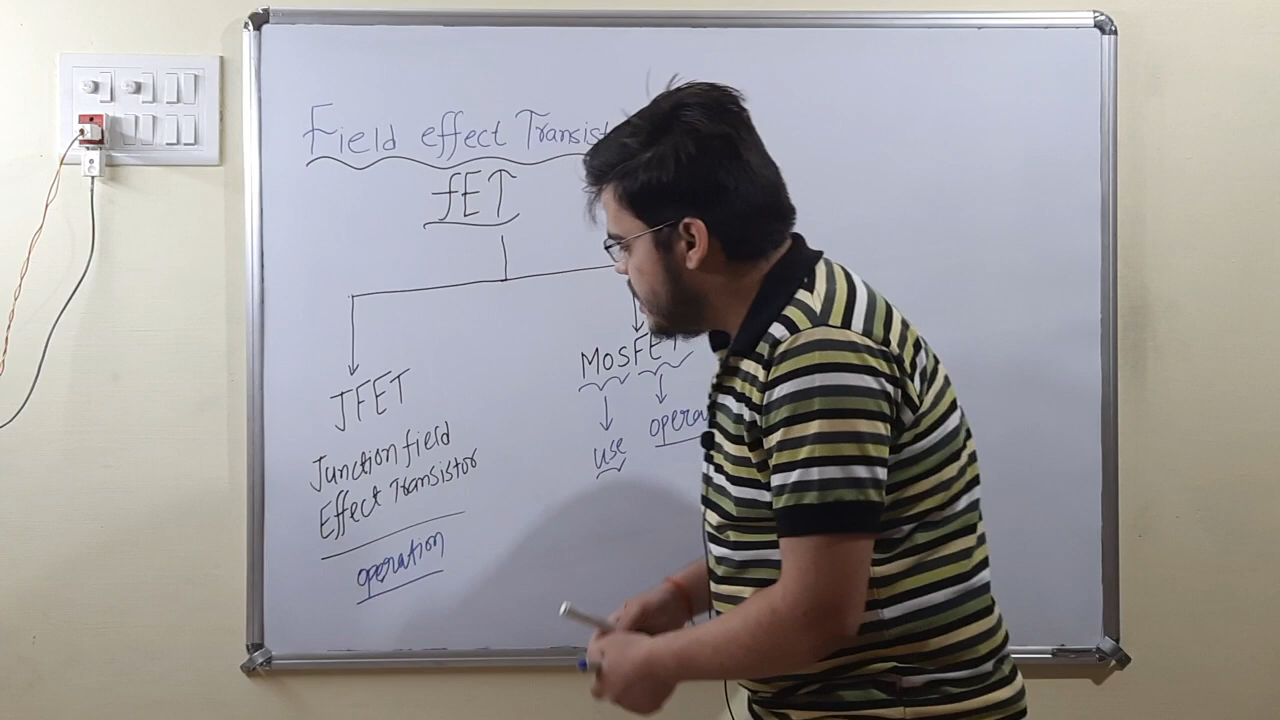 Field effect Transist
fET
JFET
Junction field
Effect Transistor
operation
MosFET
use
opera